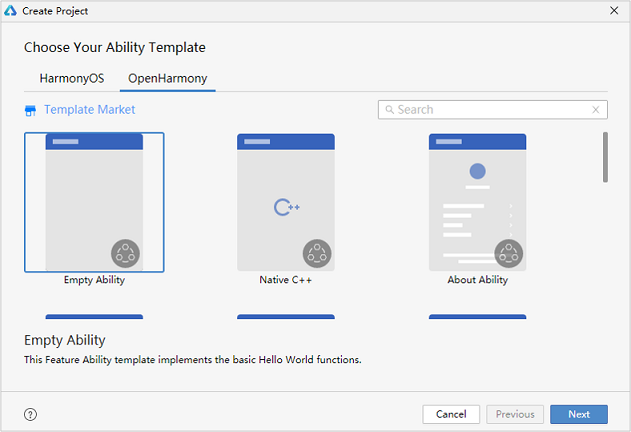 Create Project
Choose Your Ability Template
HarmonyOS OpenHarmony
Template Market Search
C++
Empty Ability Native C++ About Ability
Empty Ability
This Feature Ability template implements the basic Hello World functions.
Cancel Previous Next